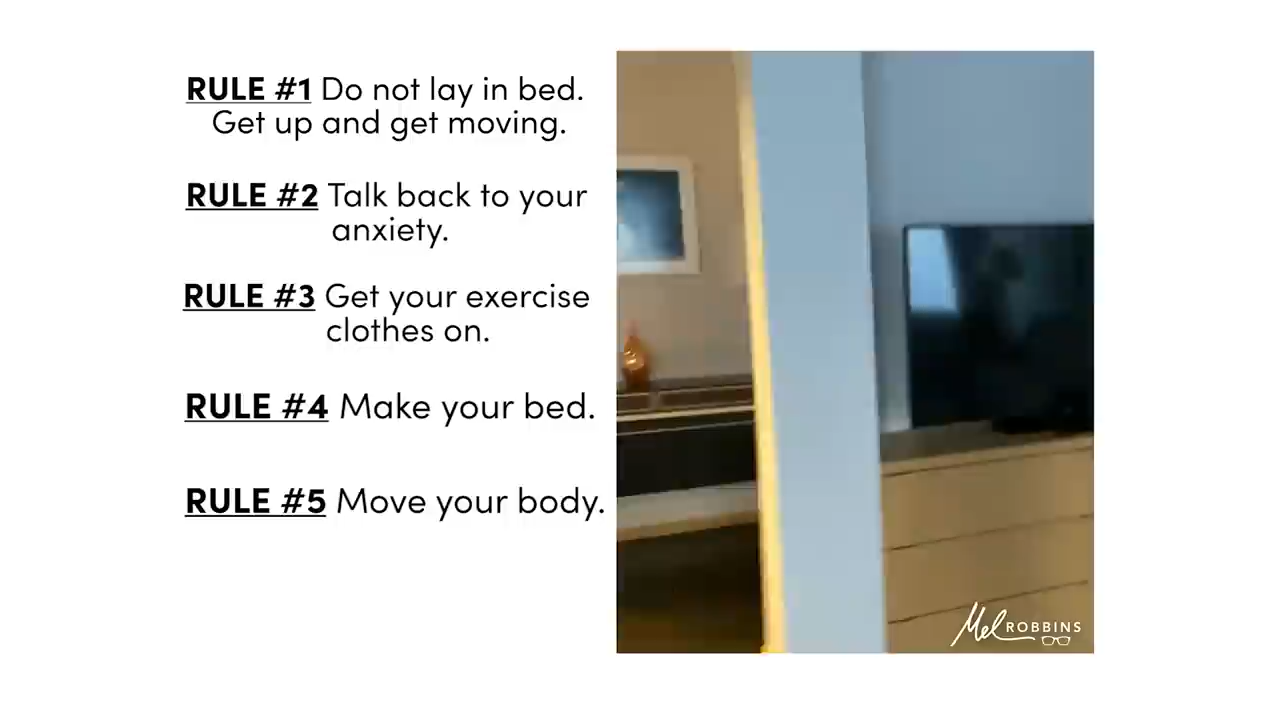 RULE #1 Do not lay in bed.
Get up and get moving.
RULE #2 Talk back to your
anxiety.
RULE #3 Get your exercise
clothes on.
RULE #4 Make your bed.
RULE #5 Move your body.
Mel ROBBINS